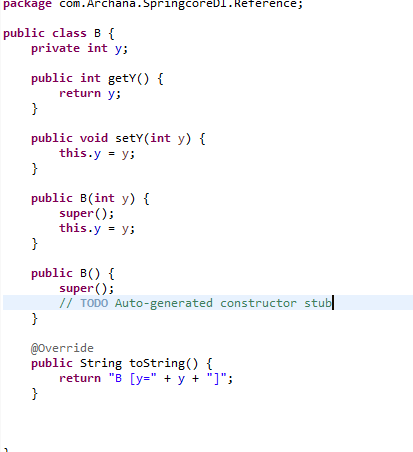 package com.Archana.SpringcoreDI.Reference;
public class B {
private int y;
public int getY() {
return y;
}
public void setY(int y) {
this.y = y;
}
public B(int y) {
super();
this.y = y;
}
public B() {
super();
// TODO Auto-generated constructor stub
}
@Override
public String toString() {
return "B [y=" + y + "]";
}
}